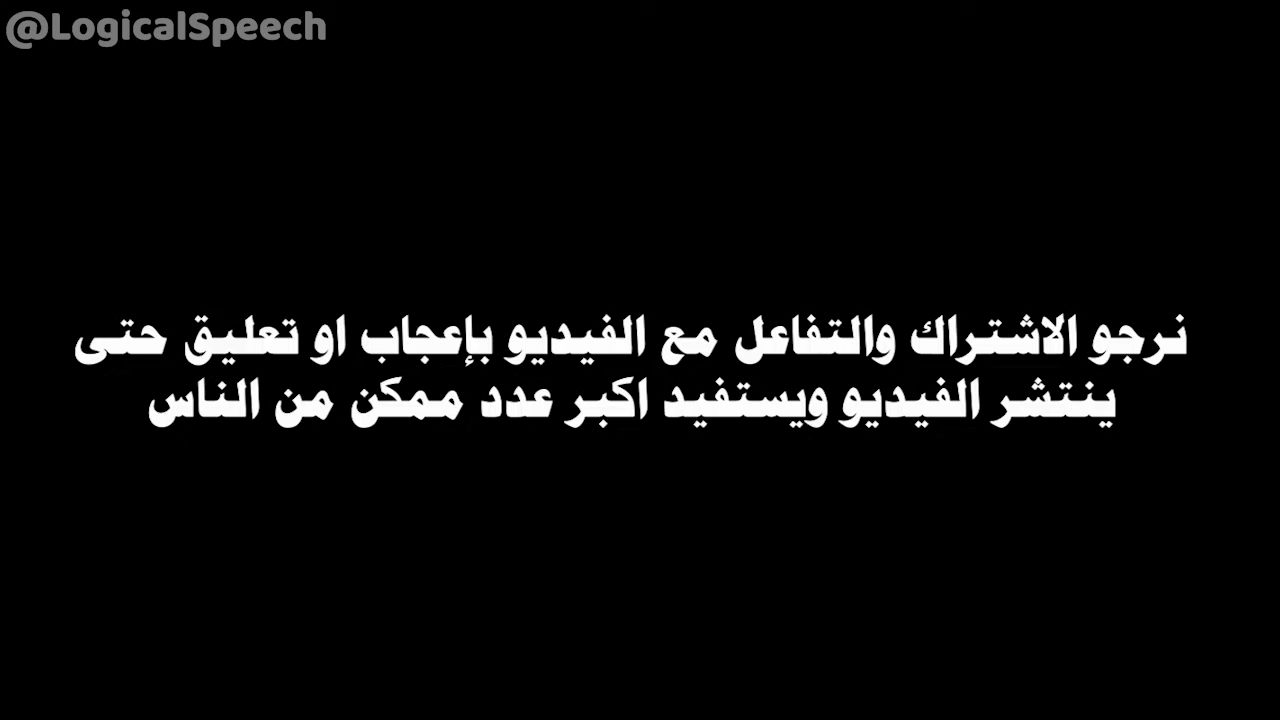 @LogicalSpeech
نرجو الاشتراك والتفاعل مع الفيديو بإعجاب او تعليق حتى
ينتشر الفيديو ويستفيد اكبر عدد ممكن من الناس